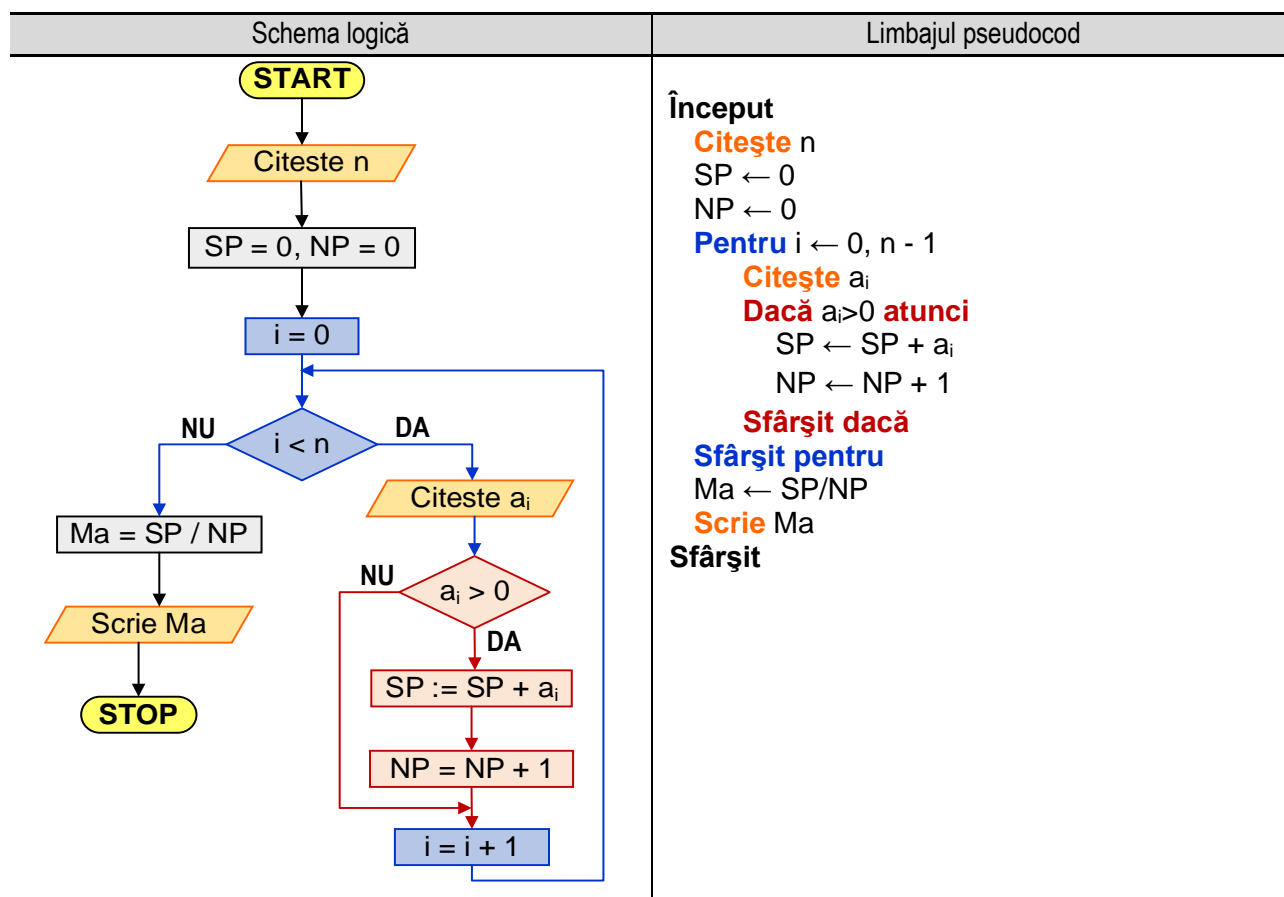 Schema logică
Limbajul pseudocod
START
Citeste n
SP = 0, NP = 0
i = 0
i < n
NU
DA
Citeste aᵢ
Ma = SP / NP
NU
aᵢ > 0
DA
Scrie Ma
SP := SP + aᵢ
STOP
NP = NP + 1
i = i + 1
Început
Citeşte n
SP ← 0
NP ← 0
Pentru i ← 0, n - 1
Citeşte aᵢ
Dacă aᵢ>0 atunci
SP ← SP + aᵢ
NP ← NP + 1
Sfârşit dacă
Sfârşit pentru
Ma ← SP/NP
Scrie Ma
Sfârşit